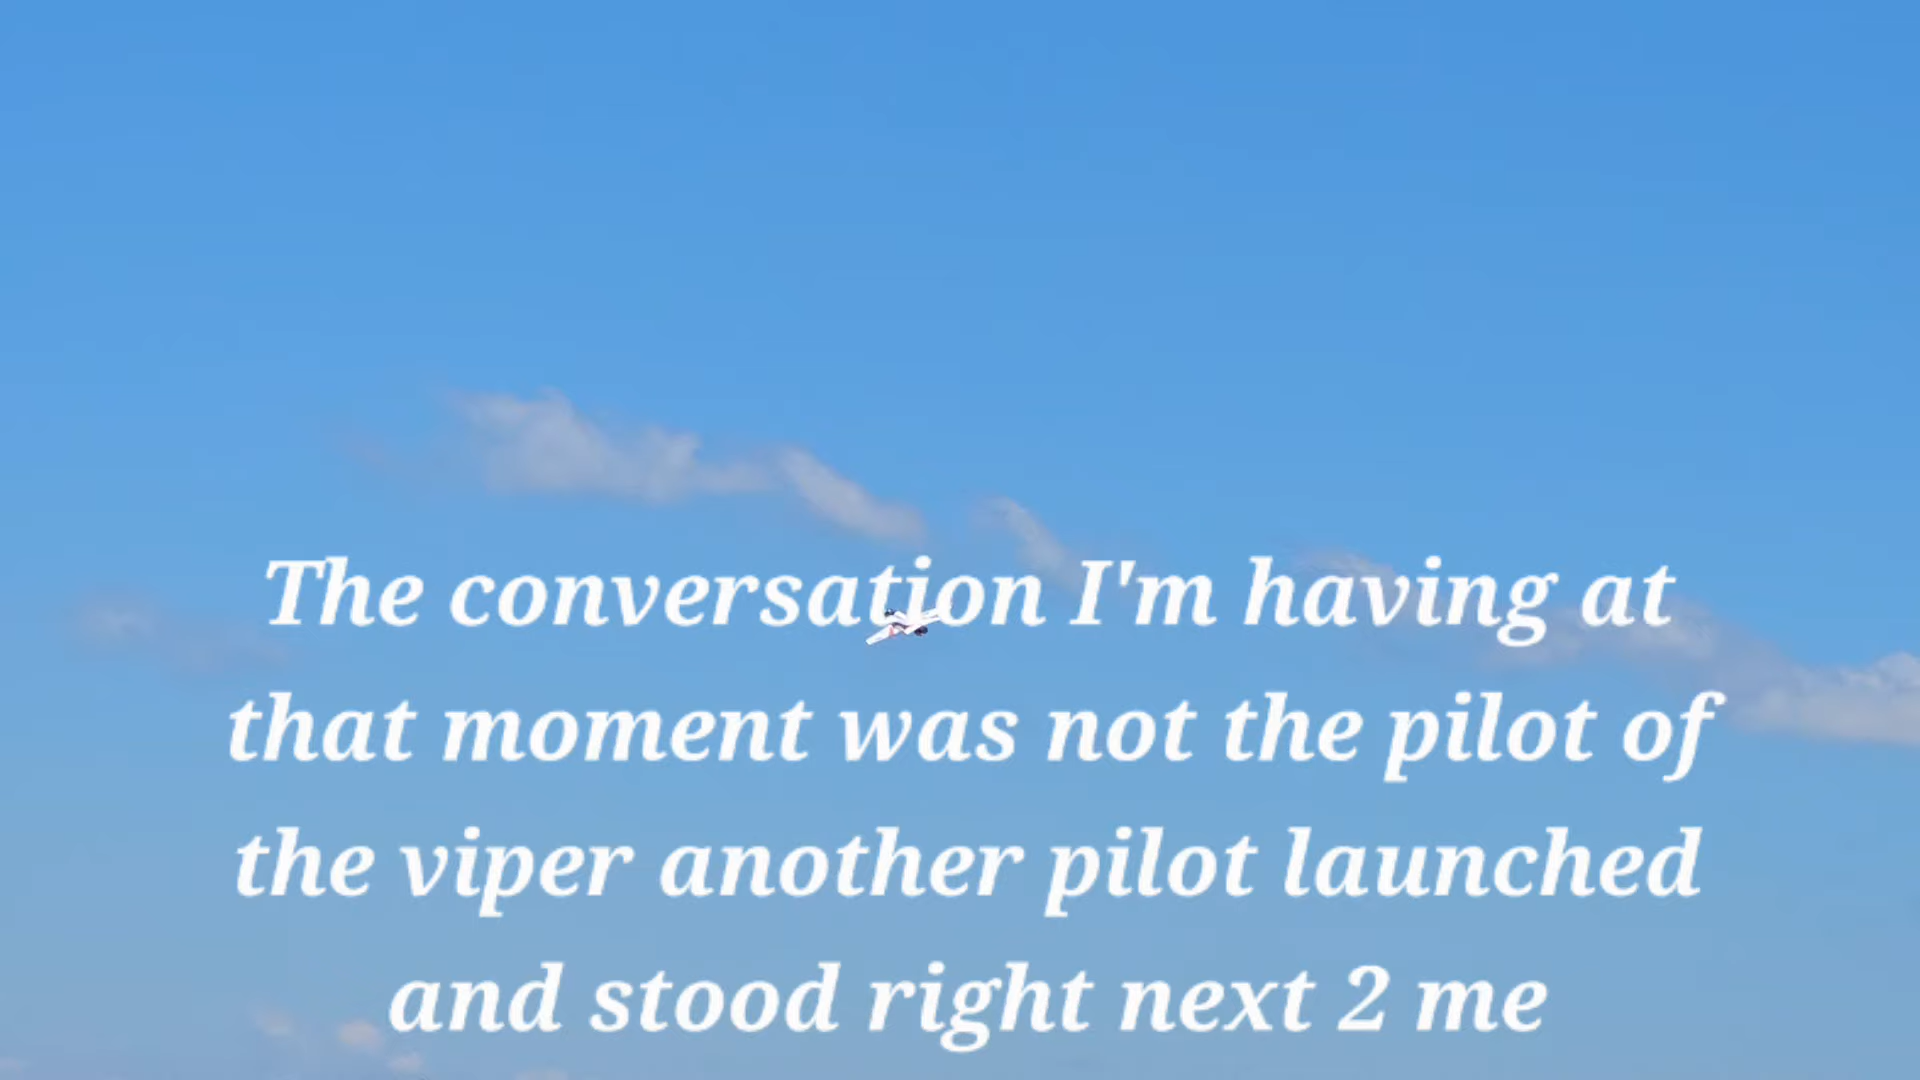 The conversation I'm having at
that moment was not the pilot of
the viper another pilot launched
and stood right next 2 me